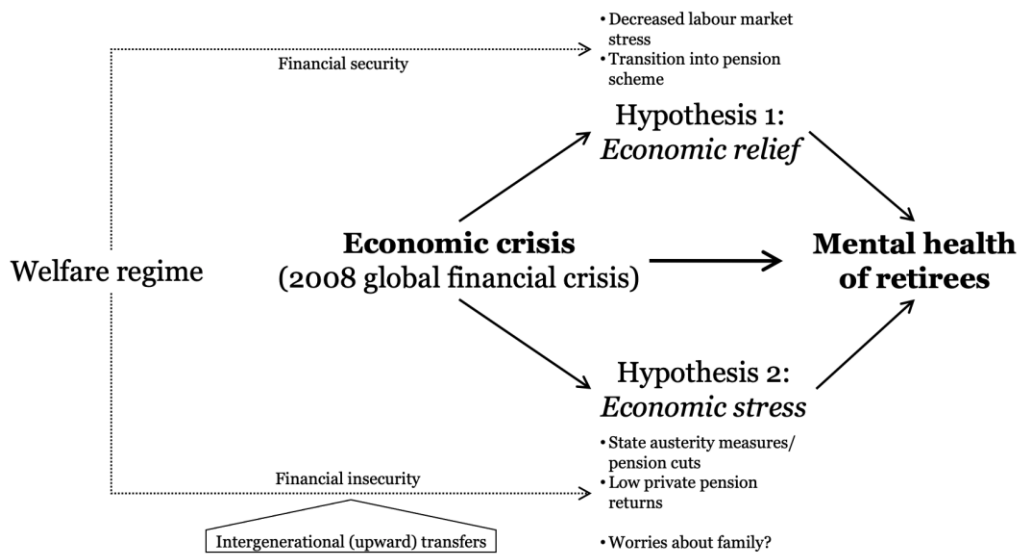 • Decreased labour market
stress
• Transition into pension
scheme
Financial security
Hypothesis 1:
Economic relief
Welfare regime
Economic crisis
(2008 global financial crisis)
Mental health
of retirees
Hypothesis 2:
Economic stress
• State austerity measures/
pension cuts
• Low private pension
returns
Financial insecurity
Intergenerational (upward) transfers
• Worries about family?